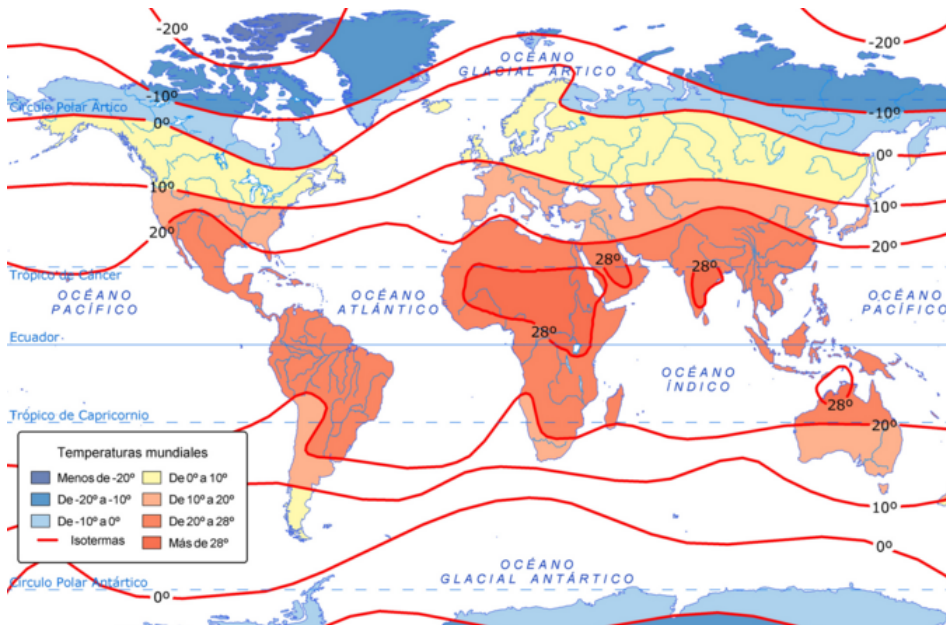 -20º
-20º
OCÉANO
GLACIAL ÁRTICO
-10º
Circulo Polar Ártico
-10º
0º
0º
10º
10º
20º
20º
28º
28º
Trópico de Cáncer
OCÉANO
PACÍFICO
OCÉANO
ATLÁNTICO
OCÉANO
PACÍFICO
28º
Ecuador
OCÉANO
ÍNDICO
28º
Trópico de Capricornio
20º
Temperaturas mundiales
Menos de -20º
De 0º a 10º
De -20º a -10º
De 10º a 20º
De -10º a 0º
De 20º a 28º
Isotermas
Más de 28º
10º
0º
OCÉANO
GLACIAL ANTÁRTICO
Circulo Polar Antártico
0º